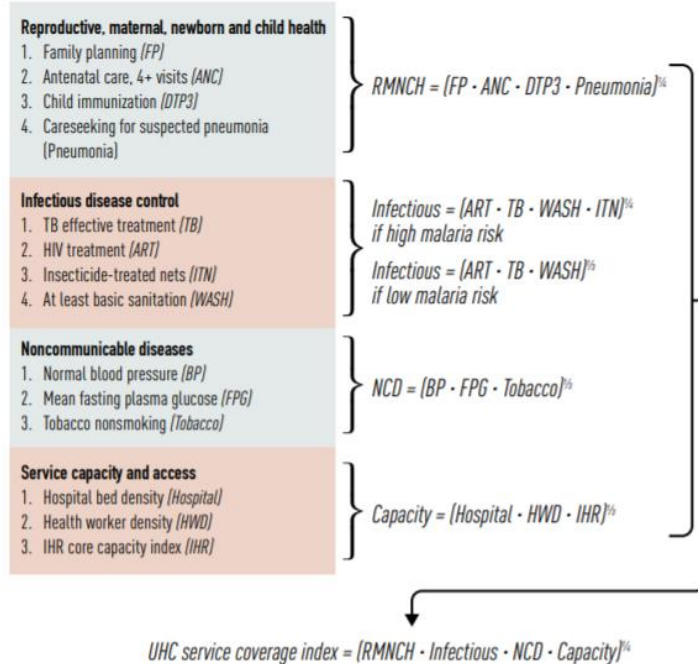 Reproductive, maternal, newborn and child health
1. Family planning (FP)
2. Antenatal care, 4+ visits (ANC)
3. Child immunization (DTP3)
4. Careseeking for suspected pneumonia
(Pneumonia)
RMNCH = (FP · ANC · DTP3 · Pneumonia)¼
Infectious disease control
1. TB effective treatment (TB)
2. HIV treatment (ART)
3. Insecticide-treated nets (ITN)
4. At least basic sanitation (WASH)
Infectious = (ART · TB · WASH · ITN)¼
if high malaria risk
Infectious = (ART · TB · WASH)⅓
if low malaria risk
Noncommunicable diseases
1. Normal blood pressure (BP)
2. Mean fasting plasma glucose (FPG)
3. Tobacco nonsmoking (Tobacco)
NCD = (BP · FPG · Tobacco)⅓
Service capacity and access
1. Hospital bed density (Hospital)
2. Health worker density (HWD)
3. IHR core capacity index (IHR)
Capacity = (Hospital · HWD · IHR)⅓
UHC service coverage index = (RMNCH · Infectious · NCD · Capacity)¼